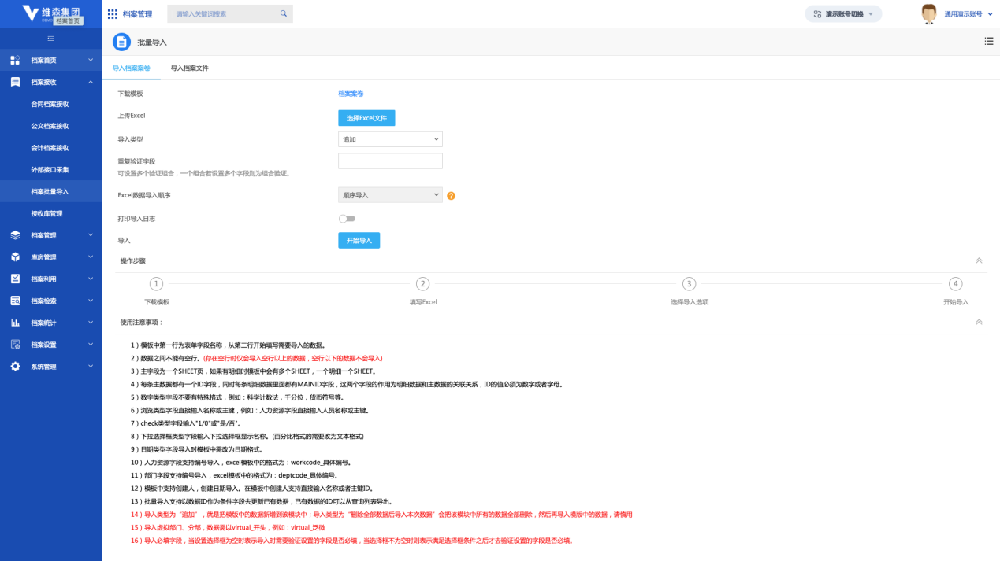 维森集团
档案首页
档案管理
请输入关键词搜索
演示账号切换
通用演示账号
批量导入
档案首页
档案接收
合同档案接收
公文档案接收
会计档案接收
外部接口采集
档案批量导入
接收库管理
档案管理
库房管理
档案利用
档案检索
档案统计
档案设置
系统管理
导入档案案卷
导入档案文件
下载模板
档案案卷
上传Excel
选择Excel文件
导入类型
追加
重复验证字段
可设置多个验证组合，一个组合若设置多个字段则为组合验证。
Excel数据导入顺序
顺序导入
?
打印导入日志
导入
开始导入
操作步骤
1
2
3
4
下载模板
填写Excel
选择导入选项
开始导入
使用注意事项：
1）模板中第一行为表单字段名称，从第二行开始填写需要导入的数据。
2）数据之间不能有空行。(存在空行时仅会导入空行以上的数据，空行以下的数据不会导入)
3）主字段为一个SHEET页，如果有明细时模板中会有多个SHEET，一个明细一个SHEET。
4）每条主数据都有一个ID字段，同时每条明细数据里面都有MAINID字段，这两个字段的作用为明细数据和主数据的关联关系，ID的值必须为数字或者字母。
5）数字类型字段不要有特殊格式，例如：科学计数法，千分位，货币符号等。
6）浏览类型字段直接输入名称或主键，例如：人力资源字段直接输入人员名称或主键。
7）check类型字段输入"1/0"或"是/否"。
8）下拉选择框类型字段输入下拉选择框显示名称。(百分比格式的需要改为文本格式)
9）日期类型字段导入时模板中需改为日期格式。
10）人力资源字段支持编号导入，excel模板中的格式为：workcode_具体编号。
11）部门字段支持编号导入，excel模板中的格式为：deptcode_具体编号。
12）模板中支持创建人，创建日期导入。在模板中创建人支持直接输入名称或者主键ID。
13）批量导入支持以数据ID作为条件字段去更新已有数据，已有数据的ID可以从查询列表导出。
14）导入类型为“追加”，就是把模版中的数据新增到该模块中；导入类型为“删除全部数据后导入本次数据”会把该模块中所有的数据全部删除，然后再导入模版中的数据，请慎用
15）导入虚拟部门、分部，数据需以virtual_开头，例如：virtual_泛微
16）导入必填字段，当设置选择框为空时表示导入时需要验证设置的字段是否必填，当选择框不为空时则表示满足选择框条件之后才去验证设置的字段是否必填。